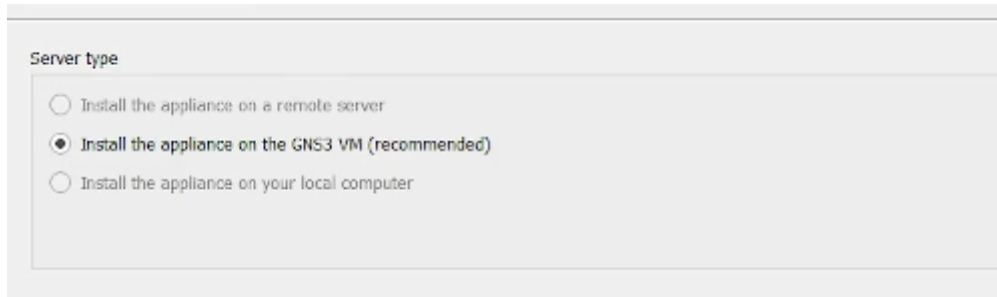 Server type
Install the appliance on a remote server
Install the appliance on the GNS3 VM (recommended)
Install the appliance on your local computer